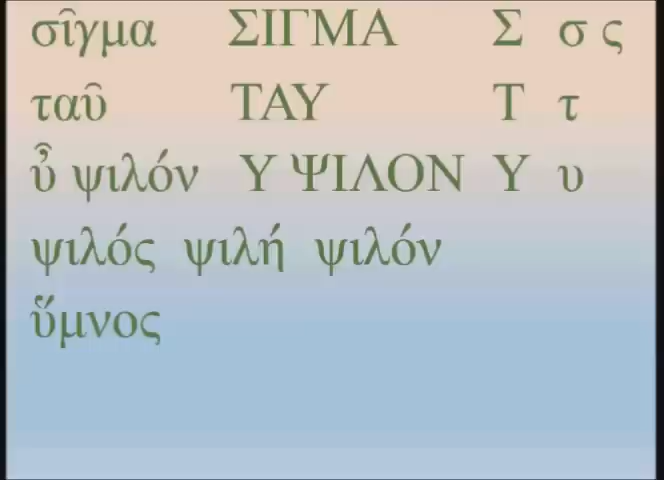 σῖγμα ΣΙΓΜΑ Σ σ ς
ταῦ ΤΑΥ Τ τ
ὖ ψιλόν Υ ΨΙΛΟΝ Υ υ
ψιλός ψιλή ψιλόν
ὕμνος